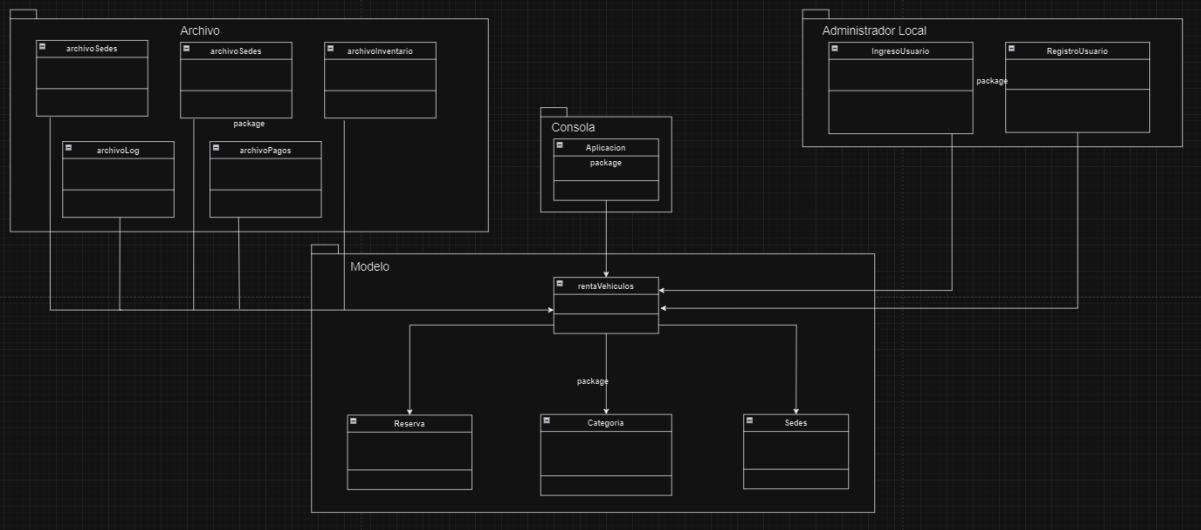 Archivo
archivoSedes
archivoSedes
archivoInventario
package
archivoLog
archivoPagos
Consola
Aplicacion
package
Administrador Local
IngresoUsuario
RegistroUsuario
package
Modelo
rentaVehiculos
package
Reserva
Categoria
Sedes